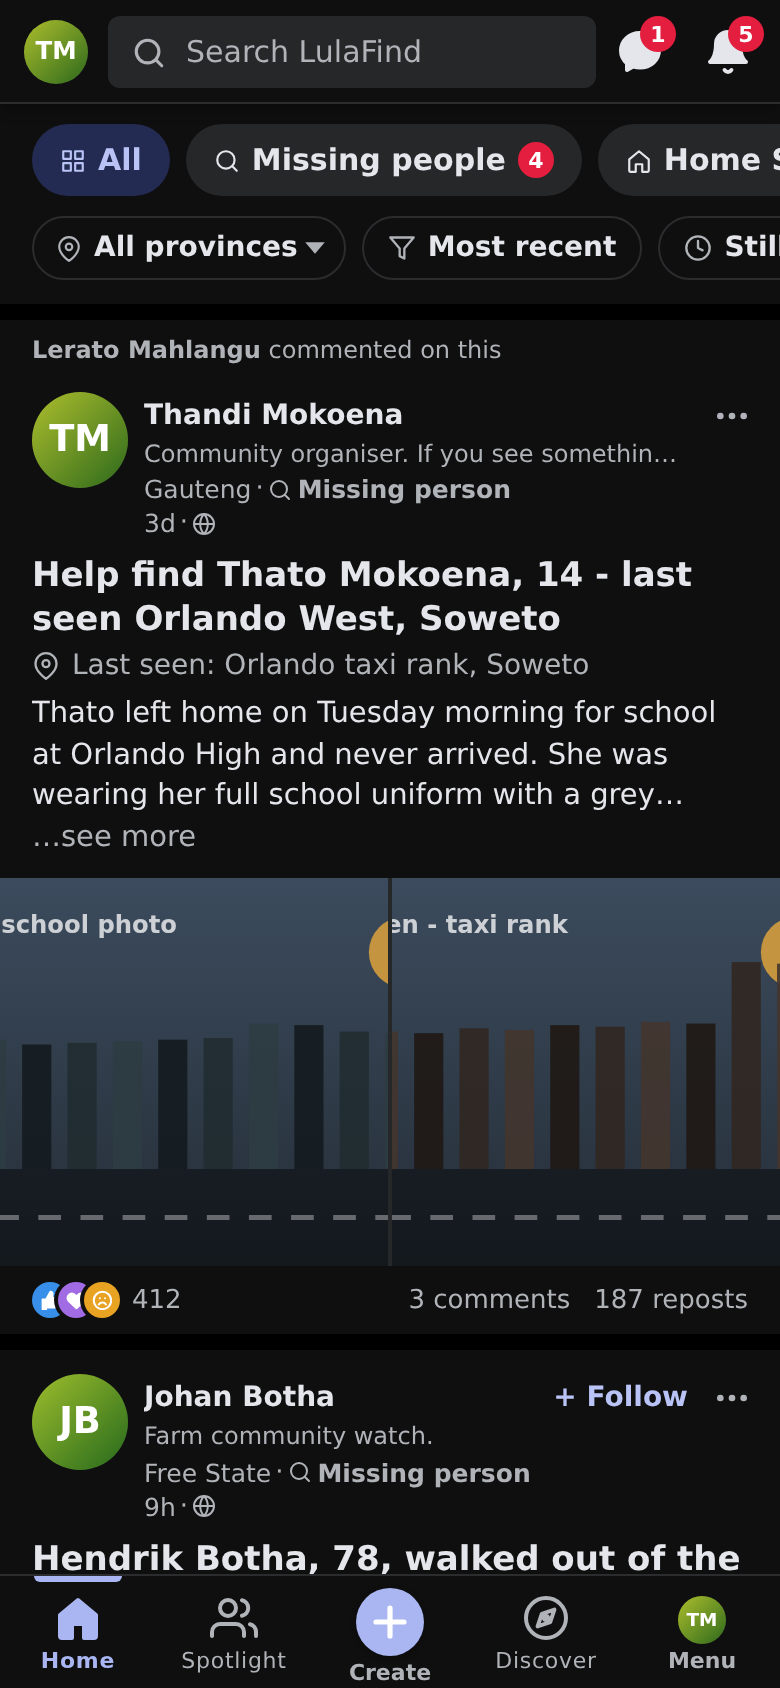 TM
Search LulaFind
1
5
All
Missing people 4
Home S
All provinces
Most recent
Still
Lerato Mahlangu commented on this
TM
Thandi Mokoena
Community organiser. If you see somethin…
Gauteng · Missing person
3d ·
Help find Thato Mokoena, 14 - last
seen Orlando West, Soweto
Last seen: Orlando taxi rank, Soweto
Thato left home on Tuesday morning for school
at Orlando High and never arrived. She was
wearing her full school uniform with a grey…
…see more
school photo
en - taxi rank
412
3 comments 187 reposts
JB
Johan Botha
+ Follow
Farm community watch.
Free State · Missing person
9h ·
Hendrik Botha, 78, walked out of the
Home
Spotlight
Create
Discover
TM
Menu